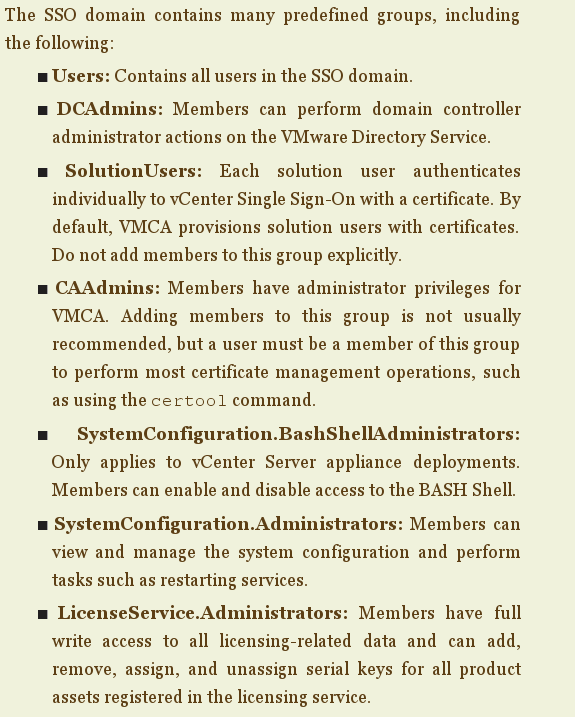 The SSO domain contains many predefined groups, including
the following:
■ Users: Contains all users in the SSO domain.
■ DCAdmins: Members can perform domain controller
administrator actions on the VMware Directory Service.
■ SolutionUsers: Each solution user authenticates
individually to vCenter Single Sign-On with a certificate. By
default, VMCA provisions solution users with certificates.
Do not add members to this group explicitly.
■ CAAdmins: Members have administrator privileges for
VMCA. Adding members to this group is not usually
recommended, but a user must be a member of this group
to perform most certificate management operations, such
as using the certool command.
■ SystemConfiguration.BashShellAdministrators:
Only applies to vCenter Server appliance deployments.
Members can enable and disable access to the BASH Shell.
■ SystemConfiguration.Administrators: Members can
view and manage the system configuration and perform
tasks such as restarting services.
■ LicenseService.Administrators: Members have full
write access to all licensing-related data and can add,
remove, assign, and unassign serial keys for all product
assets registered in the licensing service.